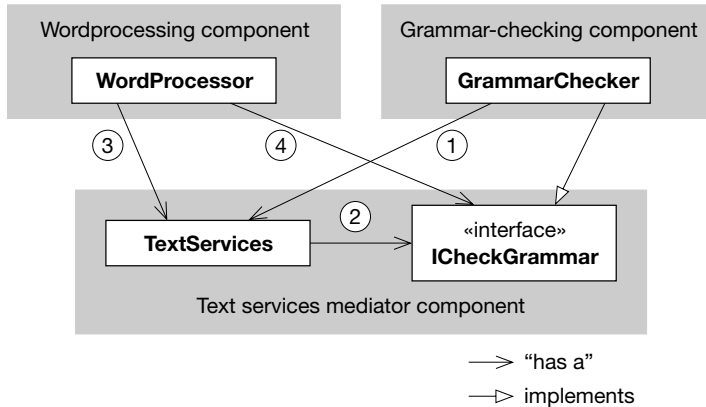 Wordprocessing component
WordProcessor
Grammar-checking component
GrammarChecker
3
4
1
2
TextServices
«interface»
ICheckGrammar
Text services mediator component
“has a”
implements